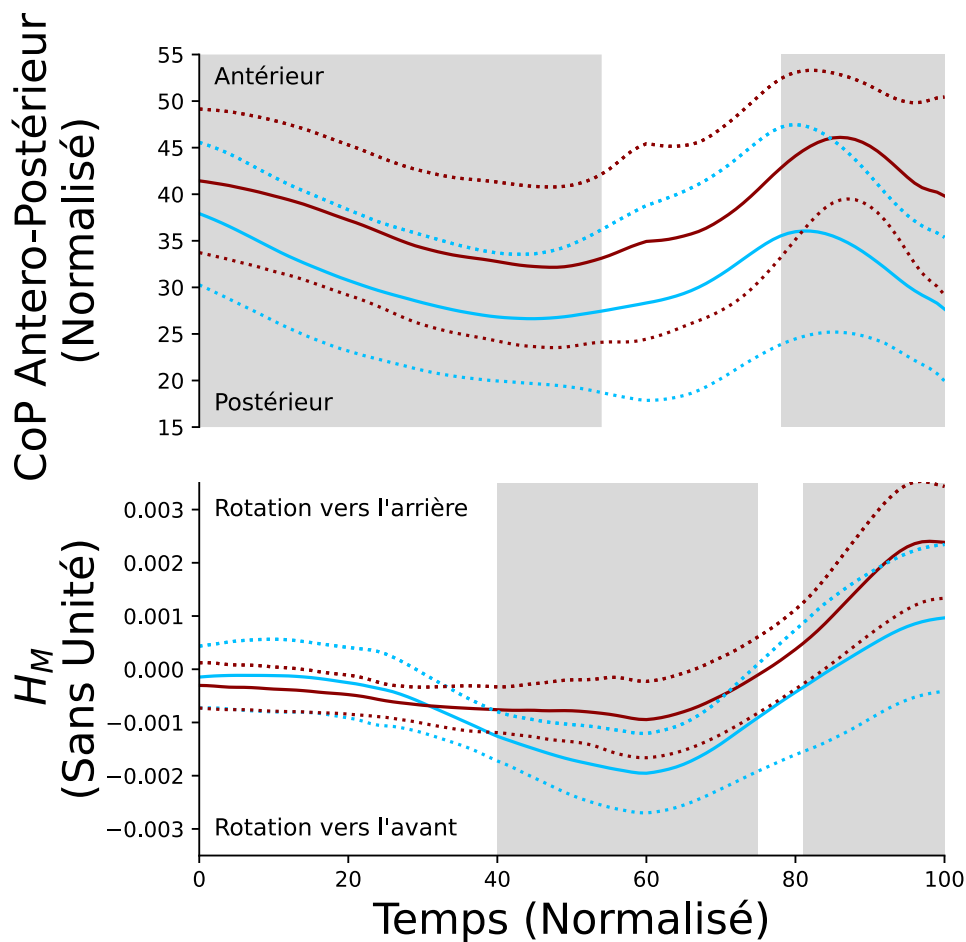 CoP Antero-Postérieur
(Normalisé)
55
50
45
40
35
30
25
20
15
Antérieur
Postérieur
H_M
(Sans Unité)
0.003
0.002
0.001
0.000
−0.001
−0.002
−0.003
Rotation vers l'arrière
Rotation vers l'avant
0 20 40 60 80 100
Temps (Normalisé)